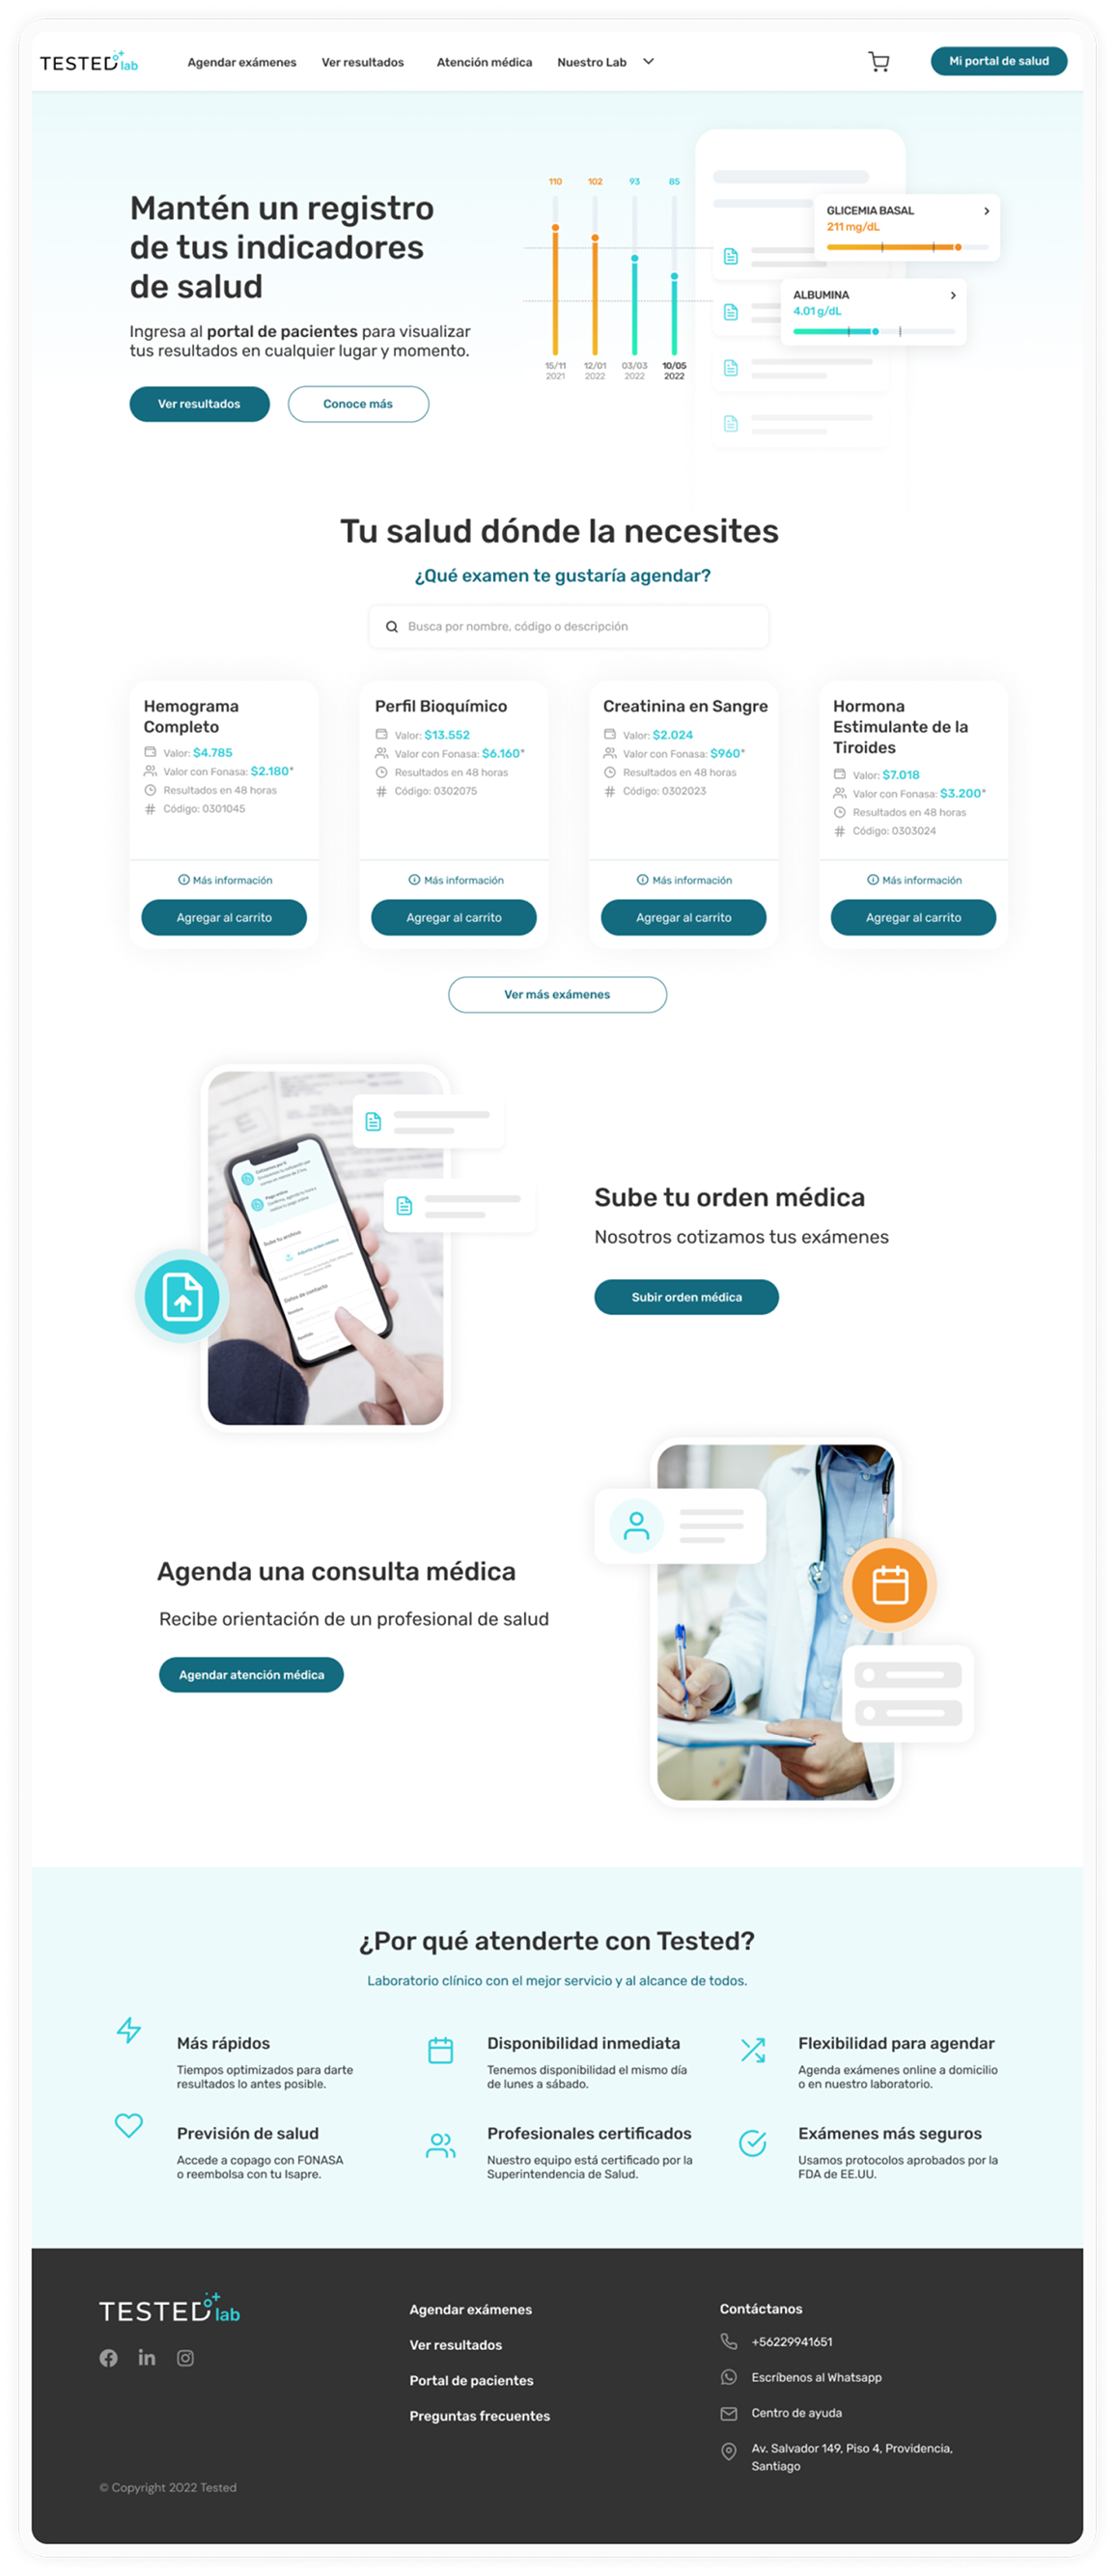 TESTED lab
Agendar exámenes
Ver resultados
Atención médica
Nuestro Lab
Mi portal de salud
Mantén un registro
de tus indicadores
de salud
Ingresa al portal de pacientes para visualizar
tus resultados en cualquier lugar y momento.
Ver resultados
Conoce más
110
102
93
85
15/11
2021
12/01
2022
03/03
2022
10/05
2022
GLICEMIA BASAL
211 mg/dL
ALBUMINA
4.01 g/dL
Tu salud dónde la necesites
¿Qué examen te gustaría agendar?
Busca por nombre, código o descripción
Hemograma
Completo
Valor: $4.785
Valor con Fonasa: $2.180*
Resultados en 48 horas
Código: 0301045
Más información
Agregar al carrito
Perfil Bioquímico
Valor: $13.552
Valor con Fonasa: $6.160*
Resultados en 48 horas
Código: 0302075
Más información
Agregar al carrito
Creatinina en Sangre
Valor: $2.024
Valor con Fonasa: $960*
Resultados en 48 horas
Código: 0302023
Más información
Agregar al carrito
Hormona
Estimulante de la
Tiroides
Valor: $7.018
Valor con Fonasa: $3.200*
Resultados en 48 horas
Código: 0303024
Más información
Agregar al carrito
Ver más exámenes
Sube tu archivo
Datos de contacto
Nombre
Sube tu orden médica
Nosotros cotizamos tus exámenes
Subir orden médica
Agenda una consulta médica
Recibe orientación de un profesional de salud
Agendar atención médica
¿Por qué atenderte con Tested?
Laboratorio clínico con el mejor servicio y al alcance de todos.
Más rápidos
Tiempos optimizados para darte
resultados lo antes posible.
Disponibilidad inmediata
Tenemos disponibilidad el mismo día
de lunes a sábado.
Flexibilidad para agendar
Agenda exámenes online a domicilio
o en nuestro laboratorio.
Previsión de salud
Accede a copago con FONASA
o reembolsa con tu Isapre.
Profesionales certificados
Nuestro equipo está certificado por la
Superintendencia de Salud.
Exámenes más seguros
Usamos protocolos aprobados por la
FDA de EE.UU.
TESTED lab
© Copyright 2022 Tested
Agendar exámenes
Ver resultados
Portal de pacientes
Preguntas frecuentes
Contáctanos
+56229941651
Escríbenos al Whatsapp
Centro de ayuda
Av. Salvador 149, Piso 4, Providencia,
Santiago